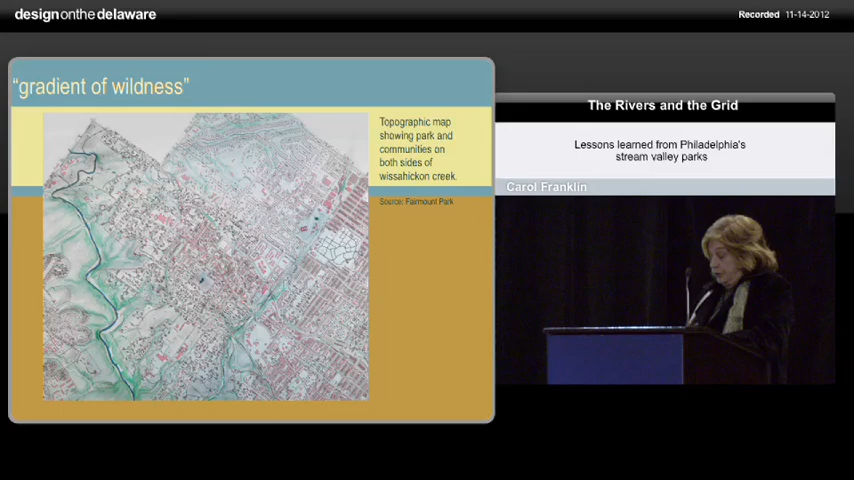 designonthedelaware
Recorded 11-14-2012
"gradient of wildness"
Topographic map
showing park and
communities on
both sides of
wissahickon creek.
Source: Fairmount Park
The Rivers and the Grid
Lessons learned from Philadelphia's
stream valley parks
Carol Franklin